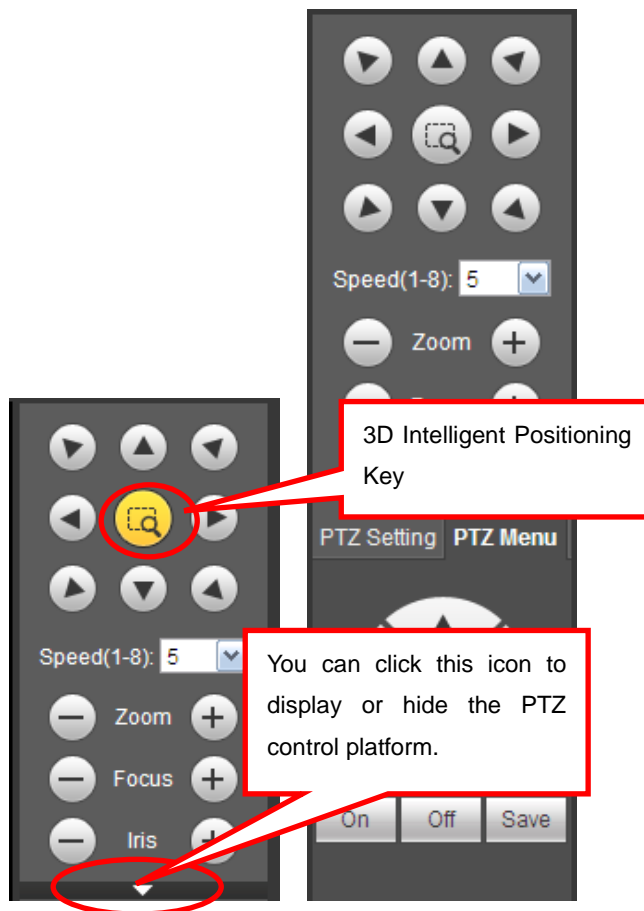 Speed(1-8): 5
Zoom
3D Intelligent Positioning
Key
PTZ Setting PTZ Menu
Speed(1-8): 5
You can click this icon to
display or hide the PTZ
control platform.
Zoom
Focus
Iris
On Off Save